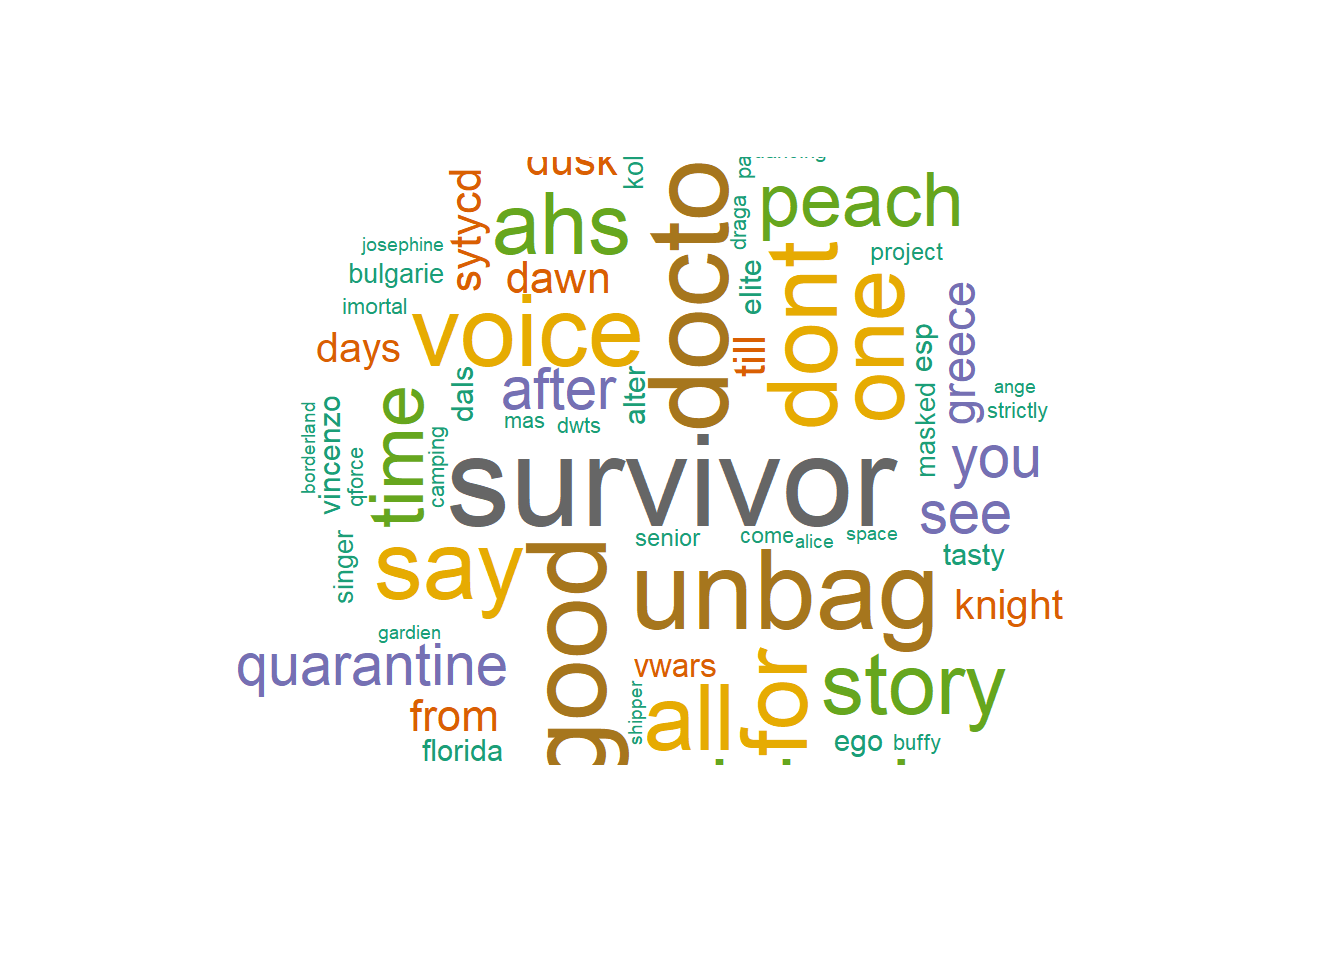 dusk
kol
sytycd
ahs
docto
peach
draga
josephine
bulgarie
dawn
elite
dont
one
project
imortal
voice
days
till
esp
greece
dals
after
alter
mas
dwts
masked
ange
strictly
borderland
vincenzo
qforce
time
camping
survivor
you
see
senior
come
alice
space
tasty
singer
say
good
unbag
knight
gardien
quarantine
vwars
for
story
from
shipper
all
florida
ego
buffy